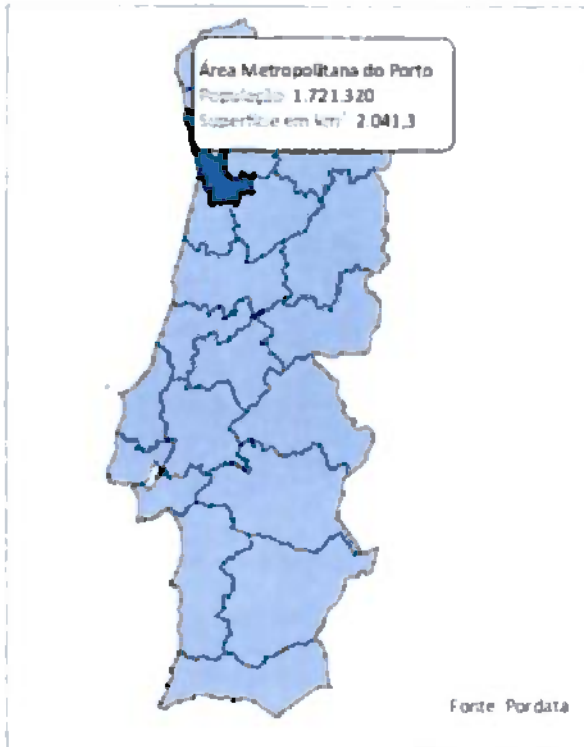 Área Metropolitana do Porto
População 1.721.320
Superfície em km² 2.041,3
Fonte Pordata